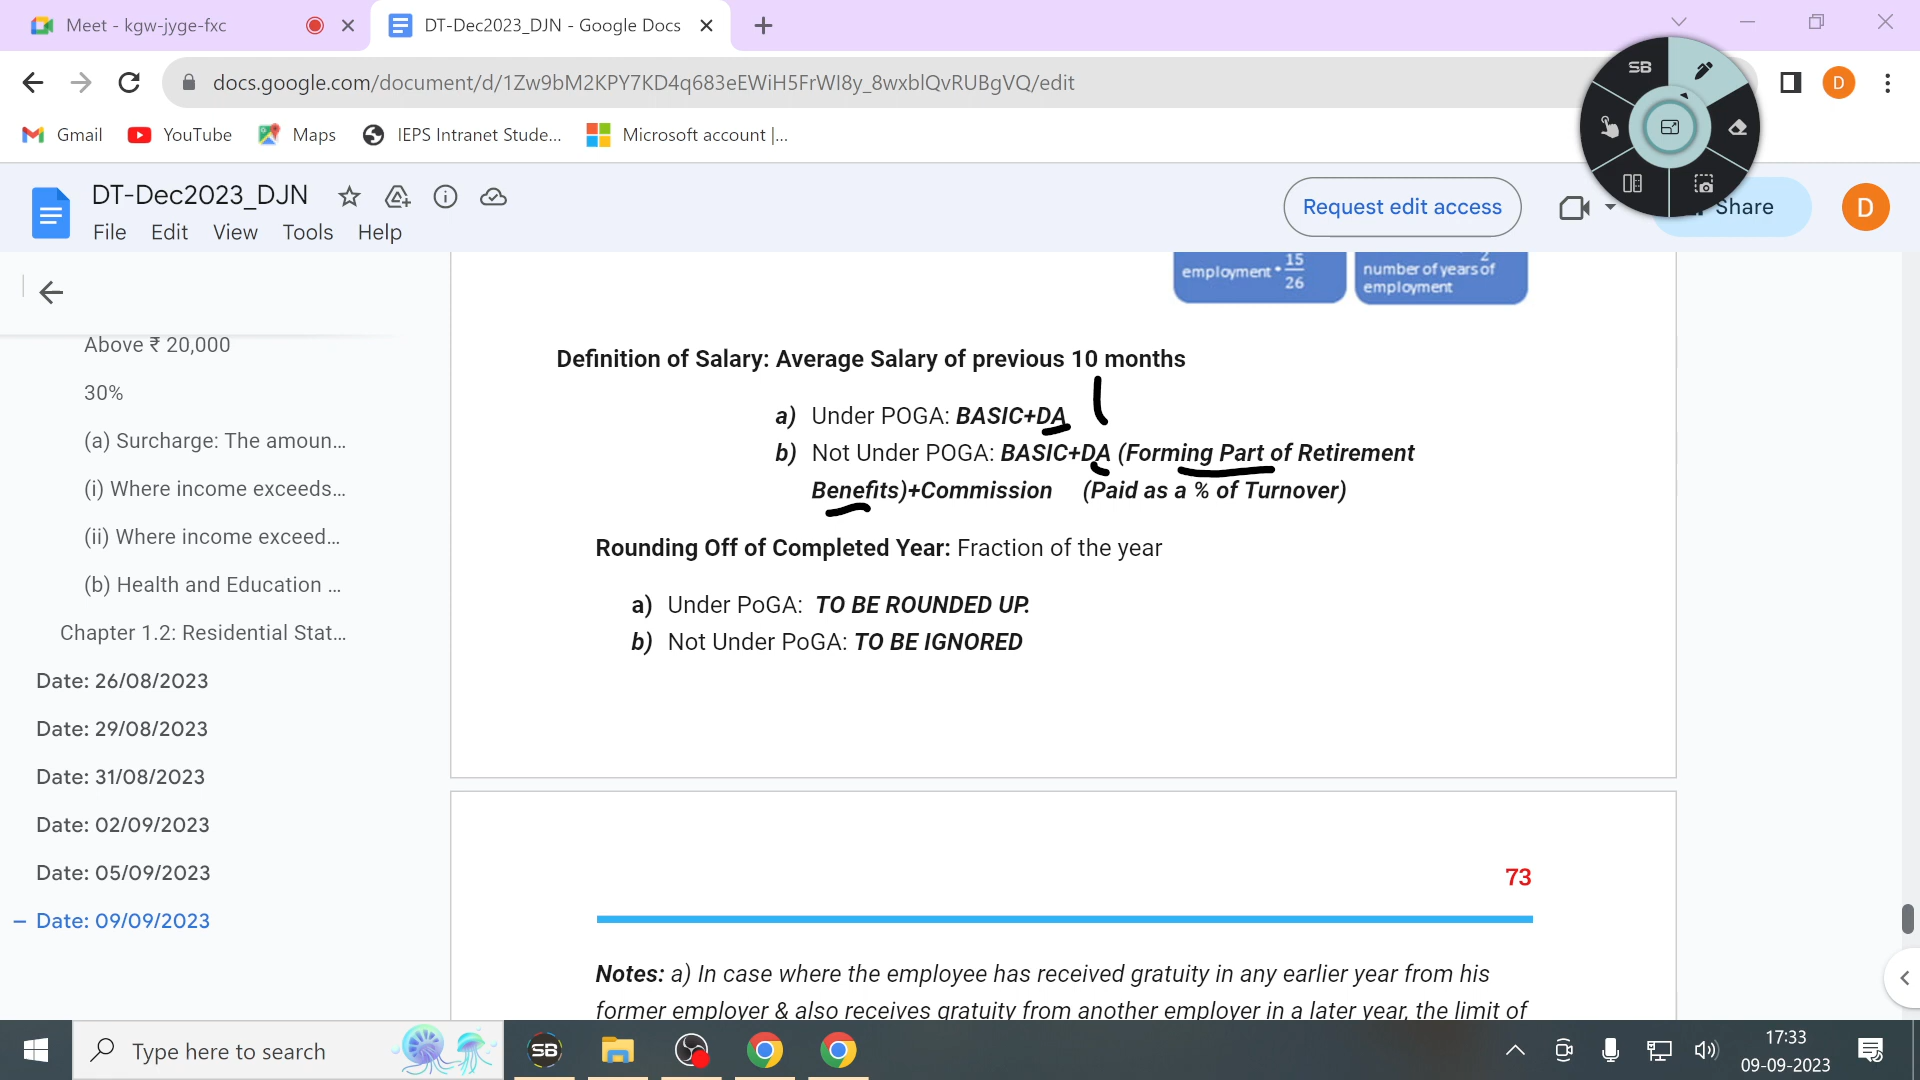 Meet - kgw-jyge-fxc
DT-Dec2023_DJN - Google Docs
docs.google.com/document/d/1Zw9bM2KPY7KD4q683eEWiH5FrWI8y_8wxblQvRUBgVQ/edit
SB
D
Gmail
YouTube
Maps
IEPS Intranet Stude...
Microsoft account |...
DT-Dec2023_DJN
File Edit View Tools Help
Request edit access
Share
D
Above ₹ 20,000
30%
(a) Surcharge: The amoun...
(i) Where income exceeds...
(ii) Where income exceed...
(b) Health and Education ...
Chapter 1.2: Residential Stat...
Date: 26/08/2023
Date: 29/08/2023
Date: 31/08/2023
Date: 02/09/2023
Date: 05/09/2023
Date: 09/09/2023
employment * 15
26
2
number of years of
employment
Definition of Salary: Average Salary of previous 10 months
a) Under POGA: BASIC+DA
b) Not Under POGA: BASIC+DA (Forming Part of Retirement
Benefits)+Commission (Paid as a % of Turnover)
Rounding Off of Completed Year: Fraction of the year
a) Under PoGA: TO BE ROUNDED UP.
b) Not Under PoGA: TO BE IGNORED
73
Notes: a) In case where the employee has received gratuity in any earlier year from his
former employer & also receives gratuity from another employer in a later year, the limit of
Type here to search
SB
17:33
09-09-2023